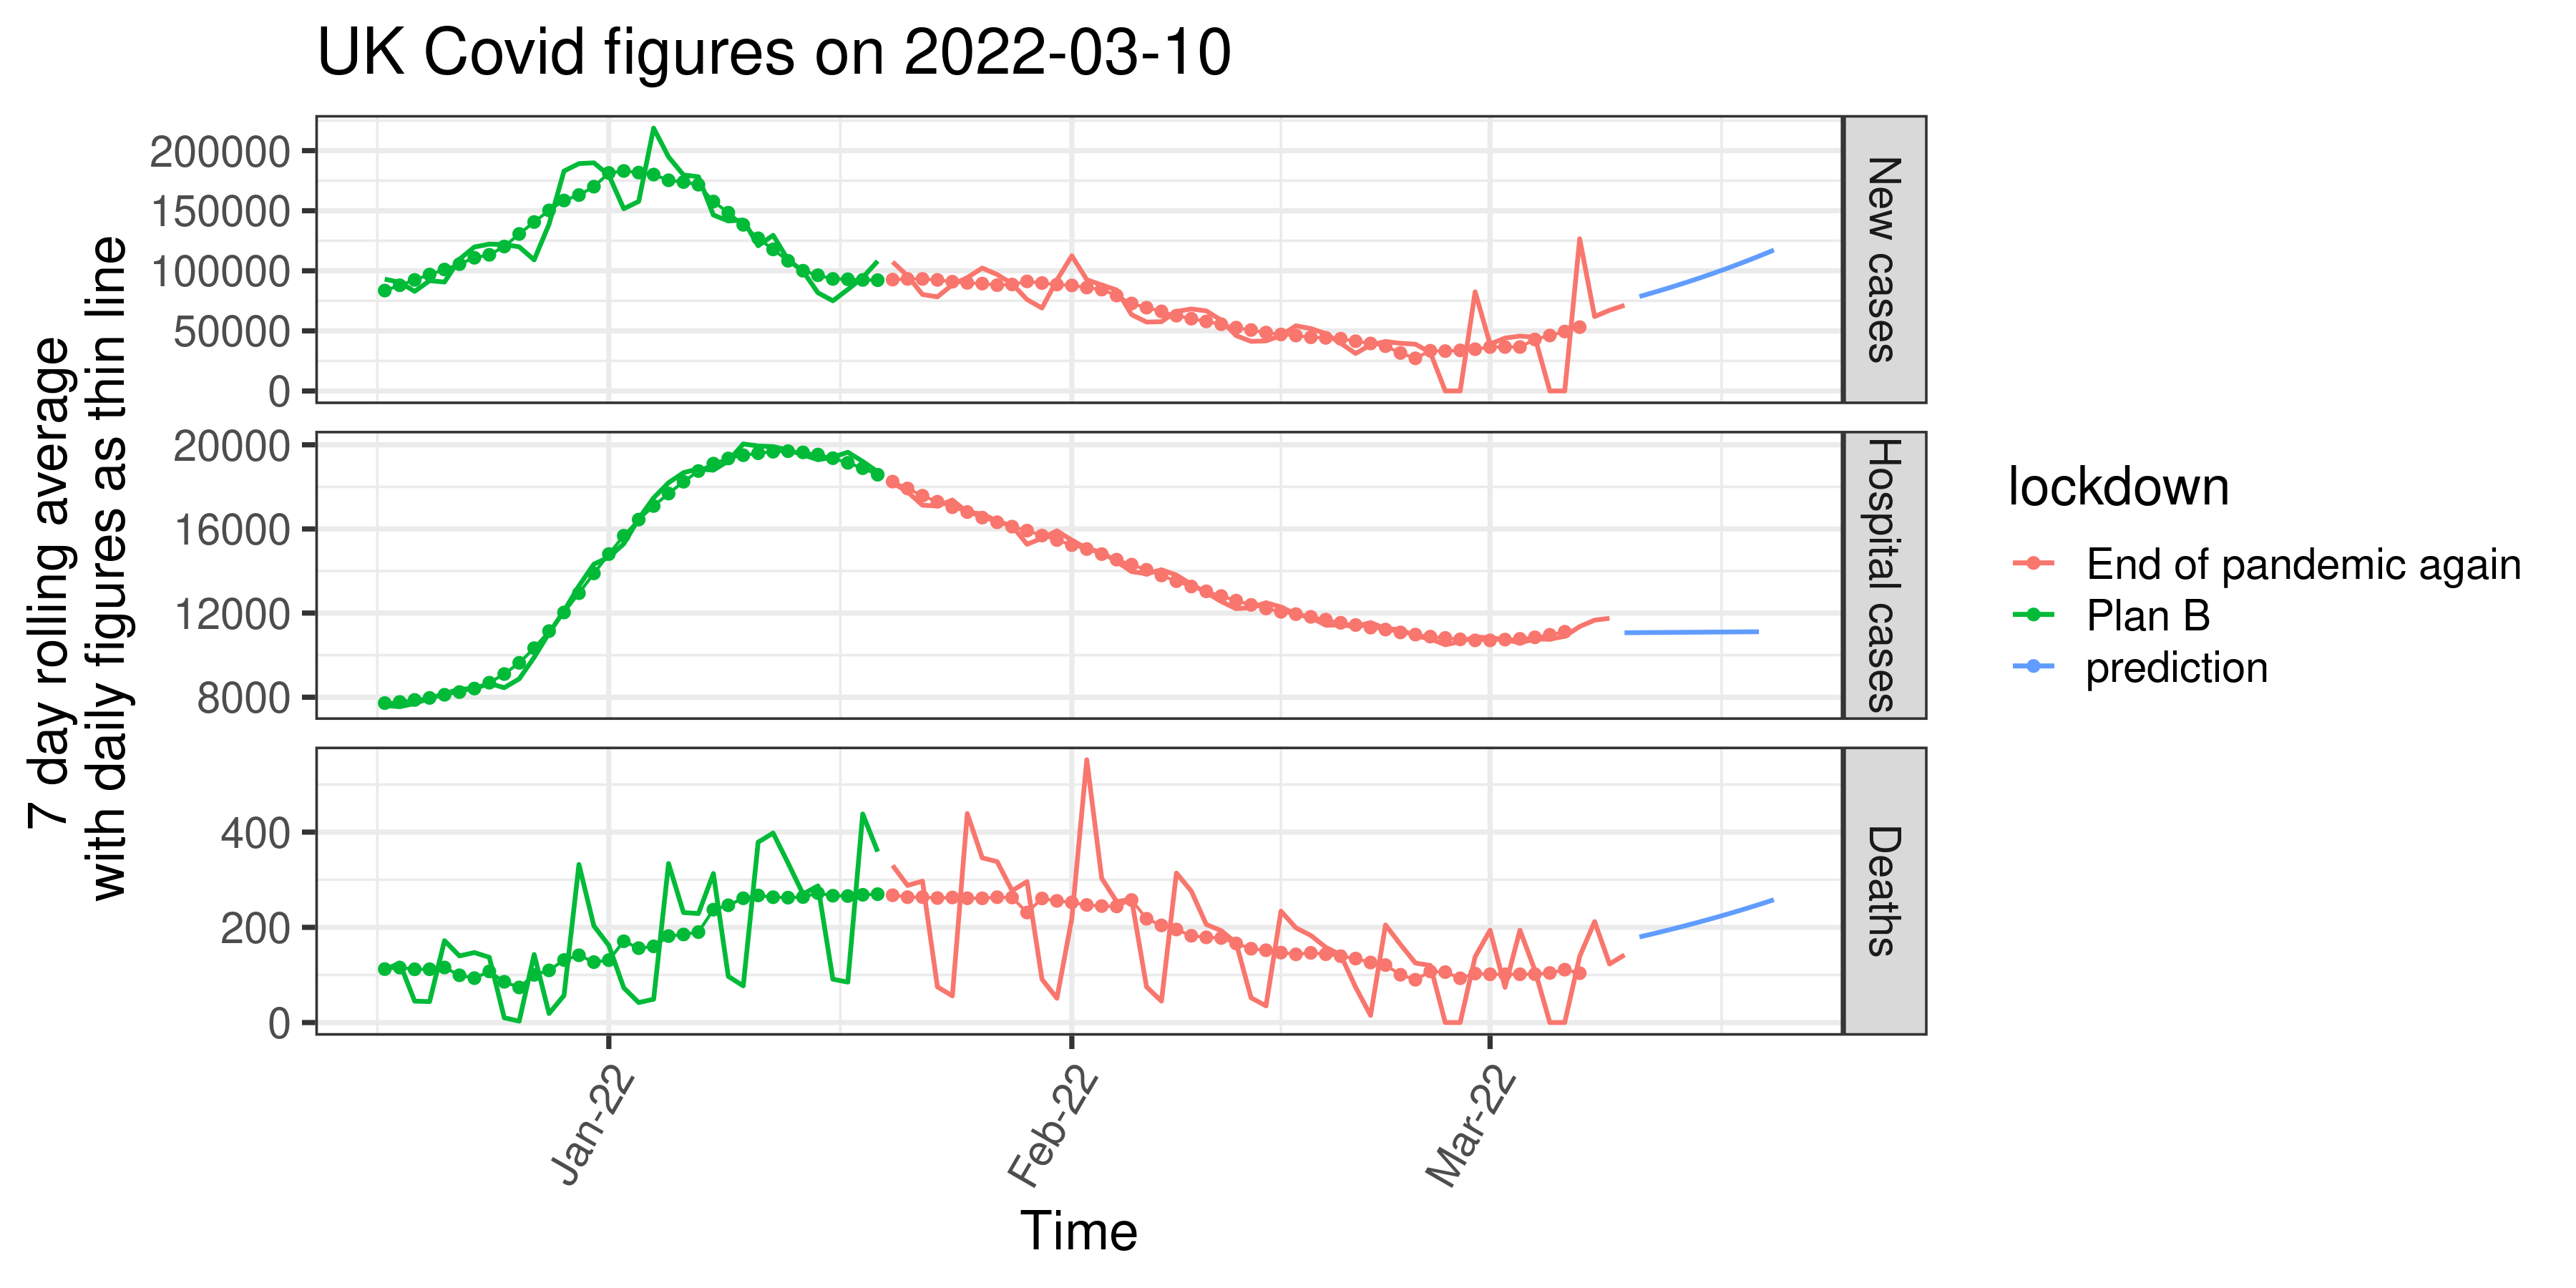 UK Covid figures on 2022-03-10
7 day rolling average
with daily figures as thin line
200000
150000
100000
50000
0
New cases
20000
16000
12000
8000
Hospital cases
400
200
0
Deaths
Jan-22
Feb-22
Mar-22
Time
lockdown
End of pandemic again
Plan B
prediction